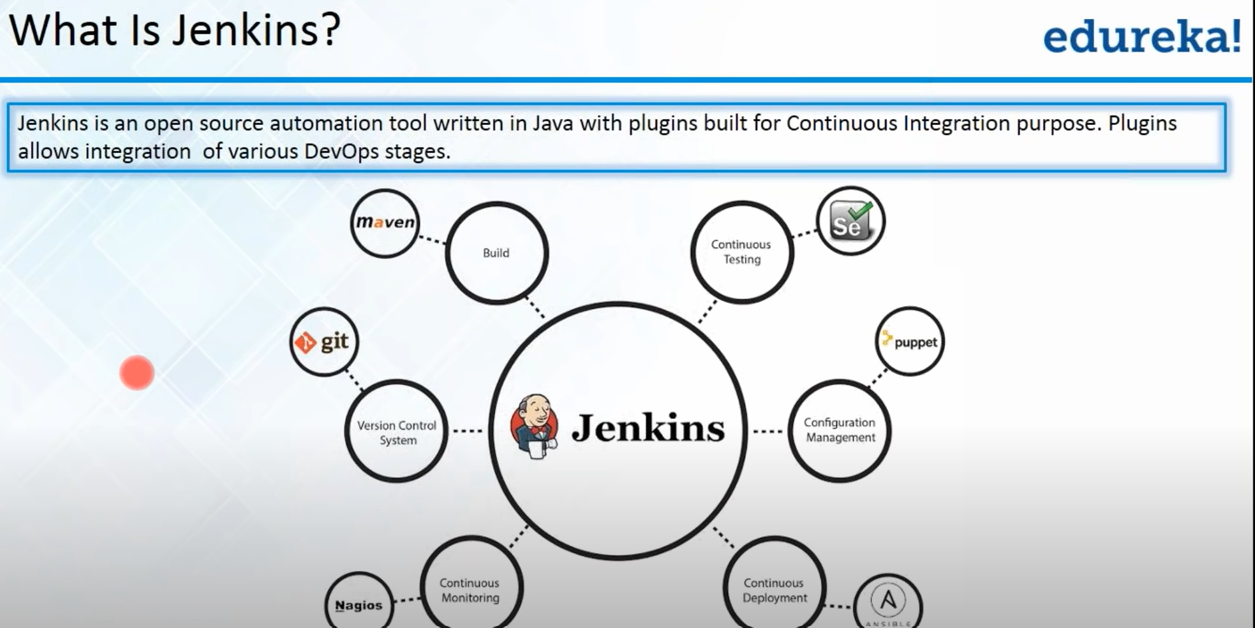 What Is Jenkins?
edureka!
Jenkins is an open source automation tool written in Java with plugins built for Continuous Integration purpose. Plugins
allows integration of various DevOps stages.
maven
Build
Continuous
Testing
Se
git
puppet
Version Control
System
Jenkins
Configuration
Management
Continuous
Monitoring
Nagios
Continuous
Deployment
A
ANSIBLE